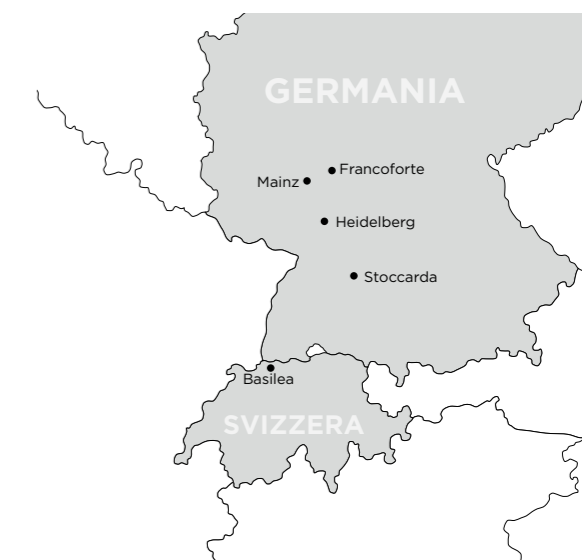 GERMANIA
Francoforte
Mainz
Heidelberg
Stoccarda
Basilea
SVIZZERA